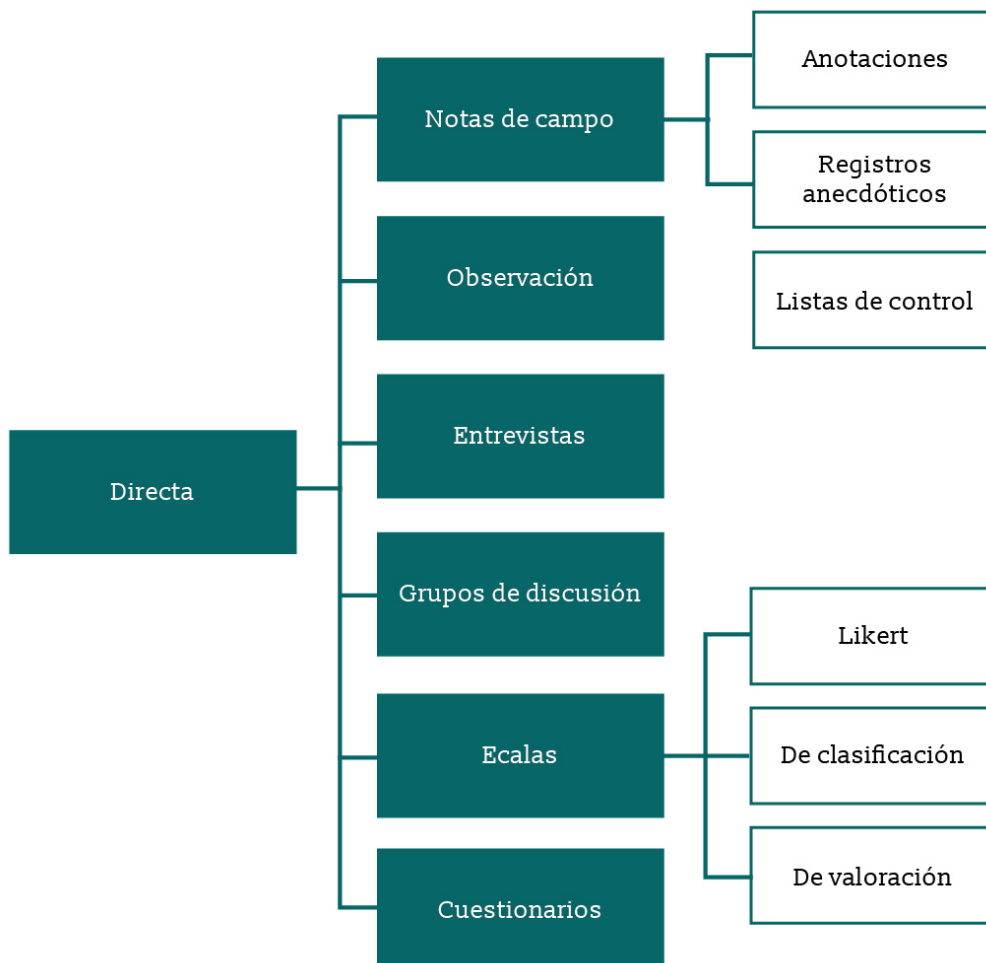 Directa
Notas de campo
Anotaciones
Registros
anecdóticos
Observación
Listas de control
Entrevistas
Grupos de discusión
Ecalas
Likert
De clasificación
De valoración
Cuestionarios